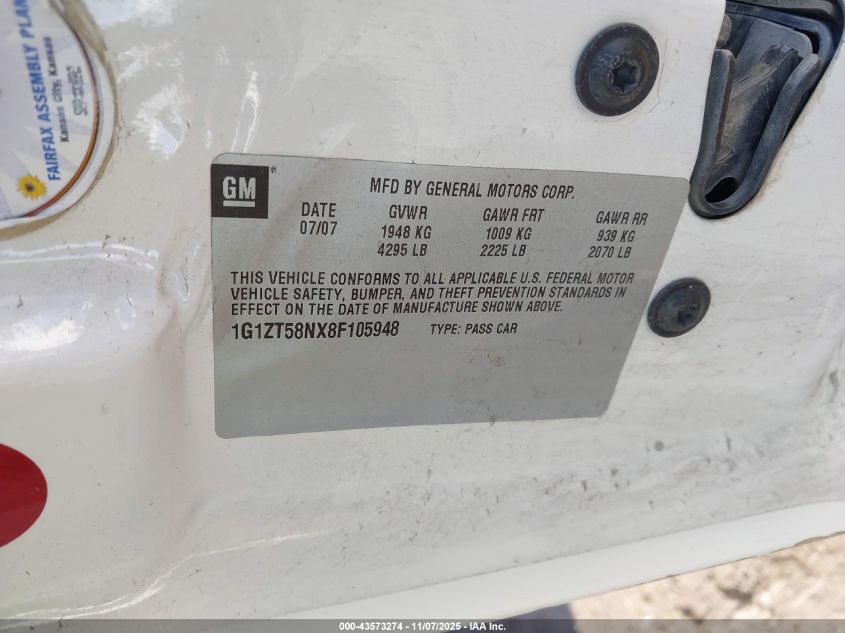 FAIRFAX ASSEMBLY PLAN
Kansas City, Kansas
GM
MFD BY GENERAL MOTORS CORP.
DATE GVWR GAWR FRT GAWR RR
07/07 1948 KG 1009 KG 939 KG
4295 LB 2225 LB 2070 LB
THIS VEHICLE CONFORMS TO ALL APPLICABLE U.S. FEDERAL MOTOR
VEHICLE SAFETY, BUMPER, AND THEFT PREVENTION STANDARDS IN
EFFECT ON THE DATE OF MANUFACTURE SHOWN ABOVE.
1G1ZT58NX8F105948 TYPE: PASS CAR
000-43573274 - 11/07/2025 - IAA Inc.